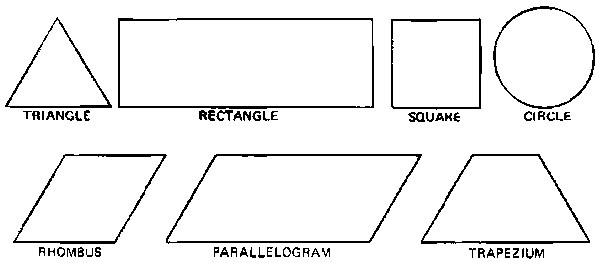 TRIANGLE RECTANGLE SQUARE CIRCLE
RHOMBUS PARALLELOGRAM TRAPEZIUM